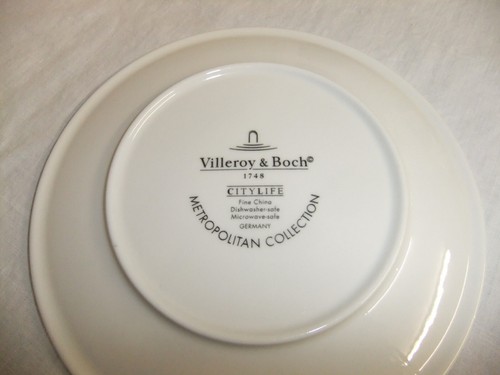 Villeroy & Boch©
1748
CITYLIFE
Fine China
Dishwasher-safe
Microwave-safe
GERMANY
METROPOLITAN COLLECTION